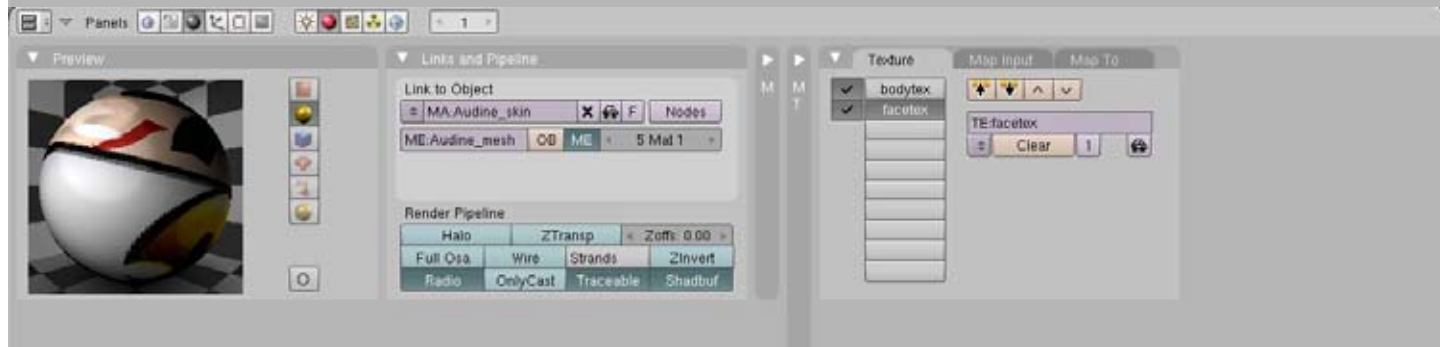 Panels 1
Preview
Links and Pipeline
Link to Object
MA:Audine_skin F Nodes
ME:Audine_mesh OB ME 5 Mat 1
Render Pipeline
Halo ZTransp Zoffs: 0.00
Full Osa Wire Strands ZInvert
Radio OnlyCast Traceable Shadbuf
O
M
M
T
Texture Map Input Map To
bodytex
facetex
TE:facetex
Clear 1